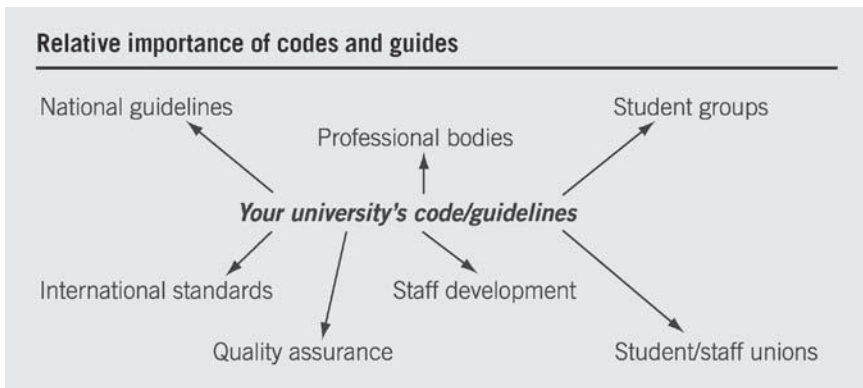 Relative importance of codes and guides
National guidelines
Student groups
Professional bodies
Your university's code/guidelines
International standards
Staff development
Quality assurance
Student/staff unions